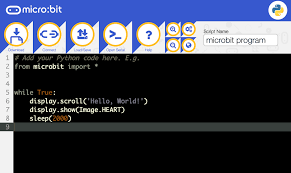 micro:bit
Download
Connect
Load/Save
Open Serial
Help
Script Name
microbit program
1 # Add your Python code here. E.g.
2 from microbit import *
3
4
5 while True:
6 display.scroll('Hello, World!')
7 display.show(Image.HEART)
8 sleep(2000)
9